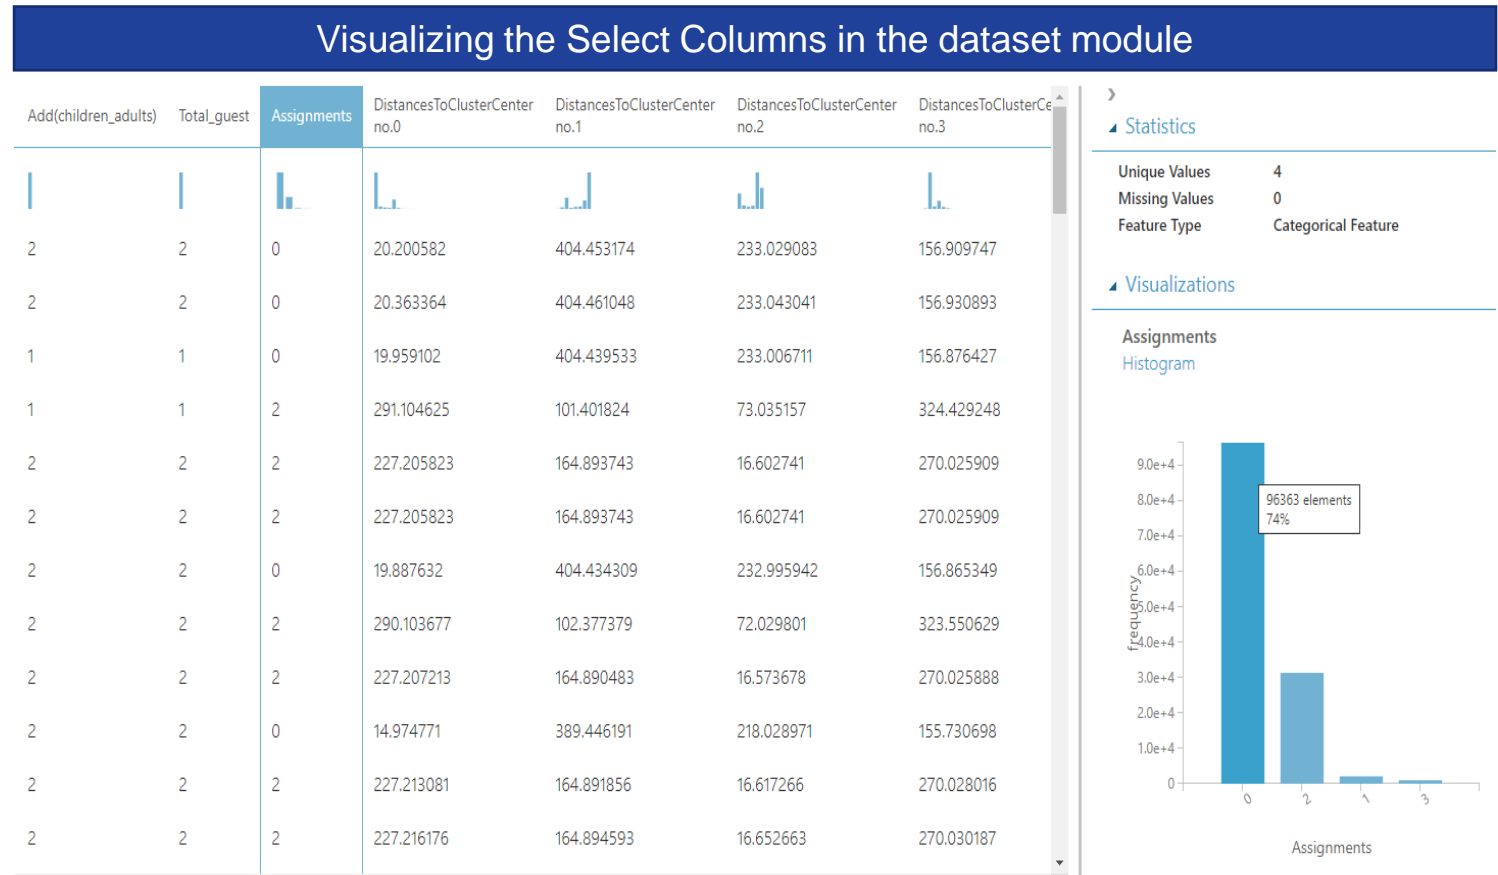 Visualizing the Select Columns in the dataset module
Add(children_adults) Total_guest Assignments DistancesToClusterCenter no.0 DistancesToClusterCenter no.1 DistancesToClusterCenter no.2 DistancesToClusterCe no.3
2 2 0 20.200582 404.453174 233.029083 156.909747
2 2 0 20.363364 404.461048 233.043041 156.930893
1 1 0 19.959102 404.439533 233.006711 156.876427
1 1 2 291.104625 101.401824 73.035157 324.429248
2 2 2 227.205823 164.893743 16.602741 270.025909
2 2 2 227.205823 164.893743 16.602741 270.025909
2 2 0 19.887632 404.434309 232.995942 156.865349
2 2 2 290.103677 102.377379 72.029801 323.550629
2 2 2 227.207213 164.890483 16.573678 270.025888
2 2 0 14.974771 389.446191 218.028971 155.730698
2 2 2 227.213081 164.891856 16.617266 270.028016
2 2 2 227.216176 164.894593 16.652663 270.030187
Statistics
Unique Values 4
Missing Values 0
Feature Type Categorical Feature
Visualizations
Assignments
Histogram
frequency
9.0e+4
8.0e+4
7.0e+4
6.0e+4
5.0e+4
4.0e+4
3.0e+4
2.0e+4
1.0e+4
0
96363 elements
74%
0 2 1 3
Assignments